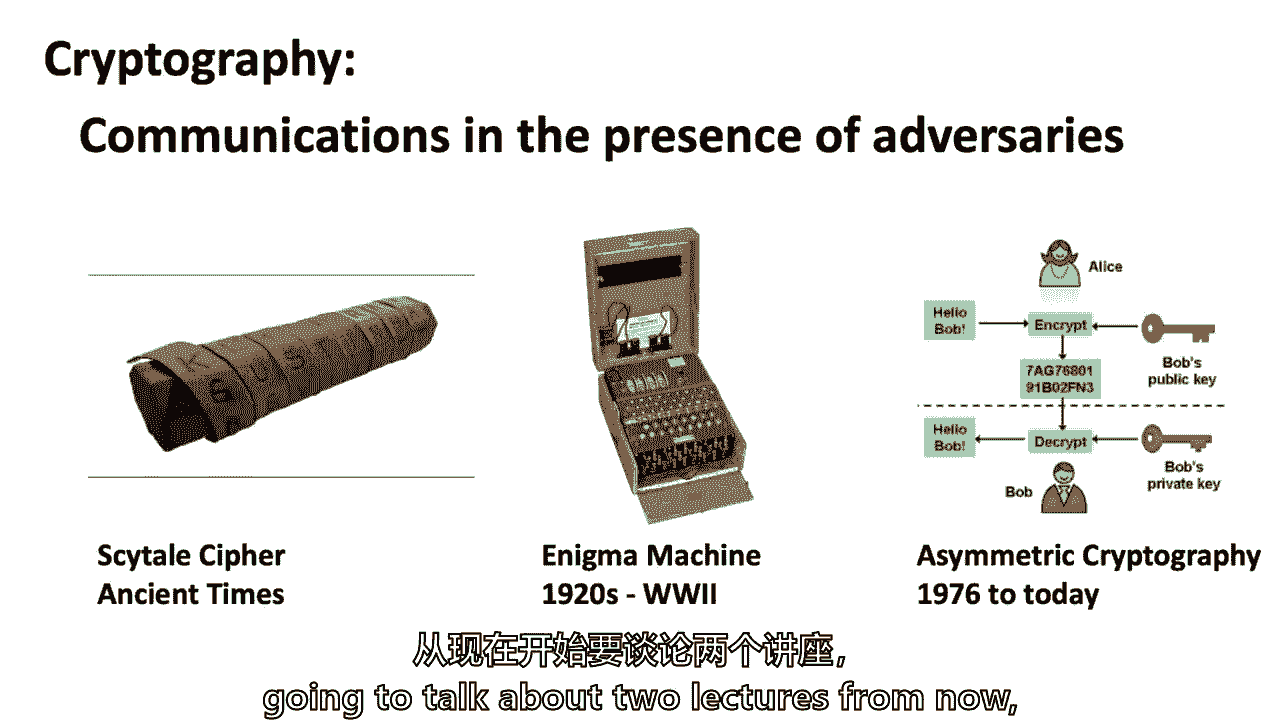 Cryptography:
Communications in the presence of adversaries
K
S U S
Alice
Hello
Bob!
Encrypt
Bob's
public key
7AG76801
91B02FN3
Hello
Bob!
Decrypt
Bob's
private key
Bob
Scytale Cipher
Ancient Times
Enigma Machine
1920s - WWII
Asymmetric Cryptography
1976 to today
从现在开始要谈论两个讲座，
going to talk about two lectures from now,